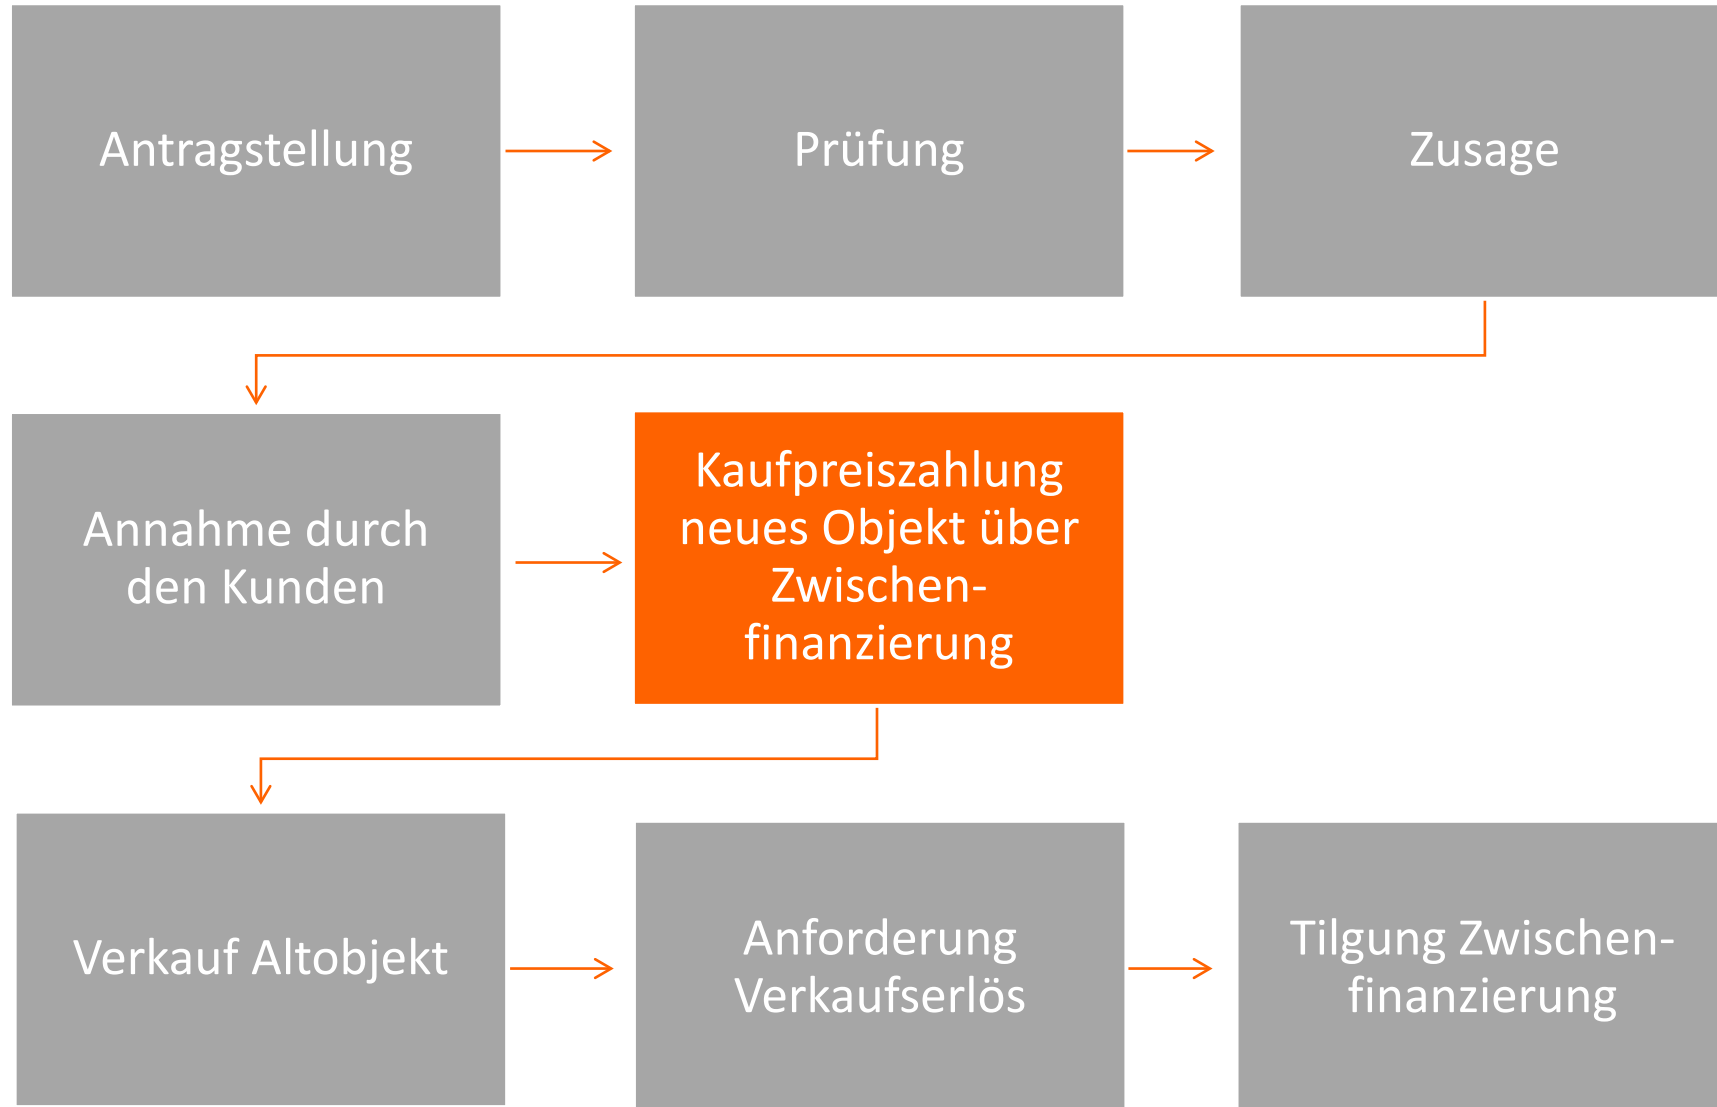 Antragstellung
Prüfung
Zusage
Annahme durch
den Kunden
Kaufpreiszahlung
neues Objekt über
Zwischen-
finanzierung
Verkauf Altobjekt
Anforderung
Verkaufserlös
Tilgung Zwischen-
finanzierung